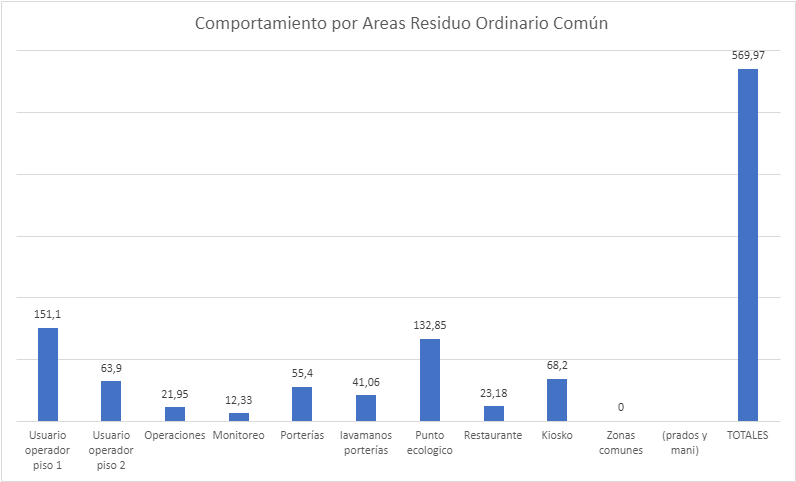 Comportamiento por Areas Residuo Ordinario Común
569,97
151,1
132,85
63,9
68,2
55,4
41,06
21,95
23,18
12,33
0
Usuario operador piso 1
Usuario operador piso 2
Operaciones
Monitoreo
Porterías
lavamanos porterías
Punto ecologico
Restaurante
Kiosko
Zonas comunes
(prados y mani)
TOTALES